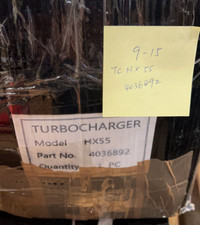 9-15
TC HX 55
4036892
TURBOCHARGER
Model HX55
Part No. 4036892
Quantity 1 PC